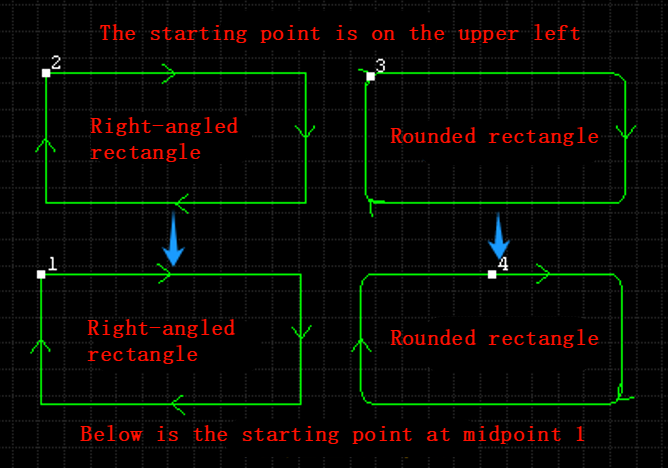 The starting point is on the upper left
2
3
Right-angled
rectangle
Rounded rectangle
1
4
Right-angled
rectangle
Rounded rectangle
Below is the starting point at midpoint 1